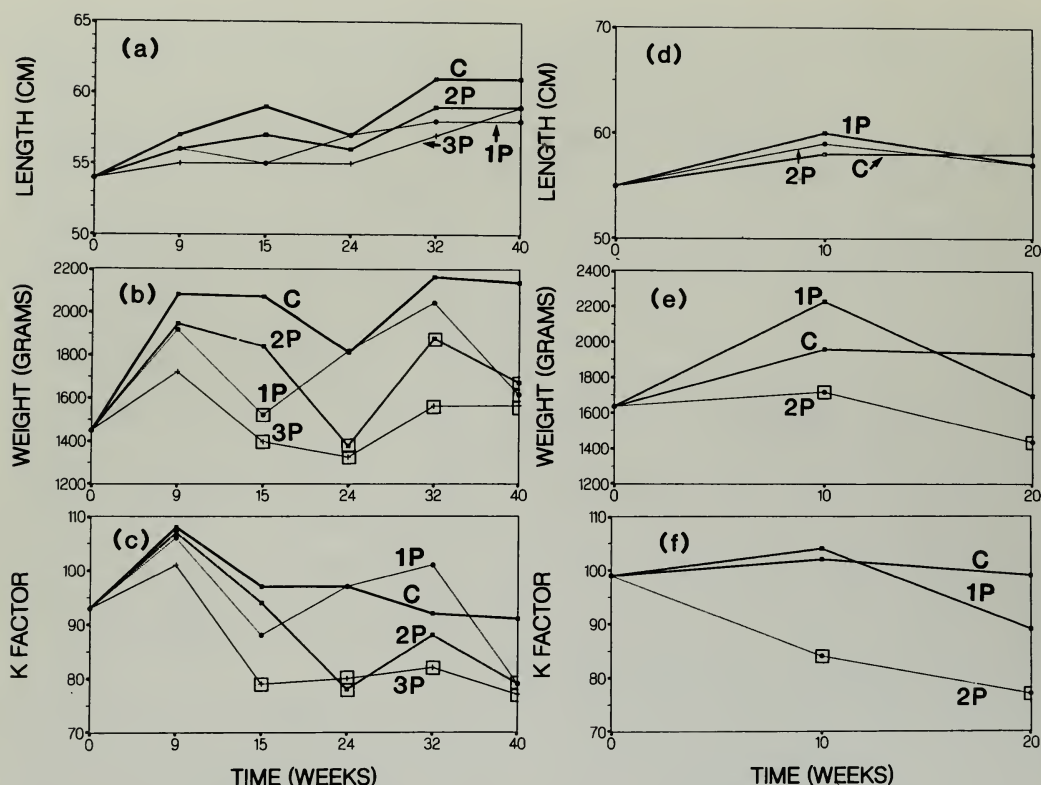 (a)
LENGTH (CM)
65
60
55
50
0 9 15 24 32 40
C
2P
3P
1P
(d)
LENGTH (CM)
70
60
50
0 10 20
1P
2P
C
(b)
WEIGHT (GRAMS)
2200
2000
1800
1600
1400
1200
0 9 15 24 32 40
C
2P
1P
3P
(e)
WEIGHT (GRAMS)
2400
2200
2000
1800
1600
1400
1200
0 10 20
1P
C
2P
(c)
K FACTOR
110
100
90
80
70
0 9 15 24 32 40
1P
C
2P
3P
TIME (WEEKS)
(f)
K FACTOR
110
100
90
80
70
0 10 20
C
1P
2P
TIME (WEEKS)